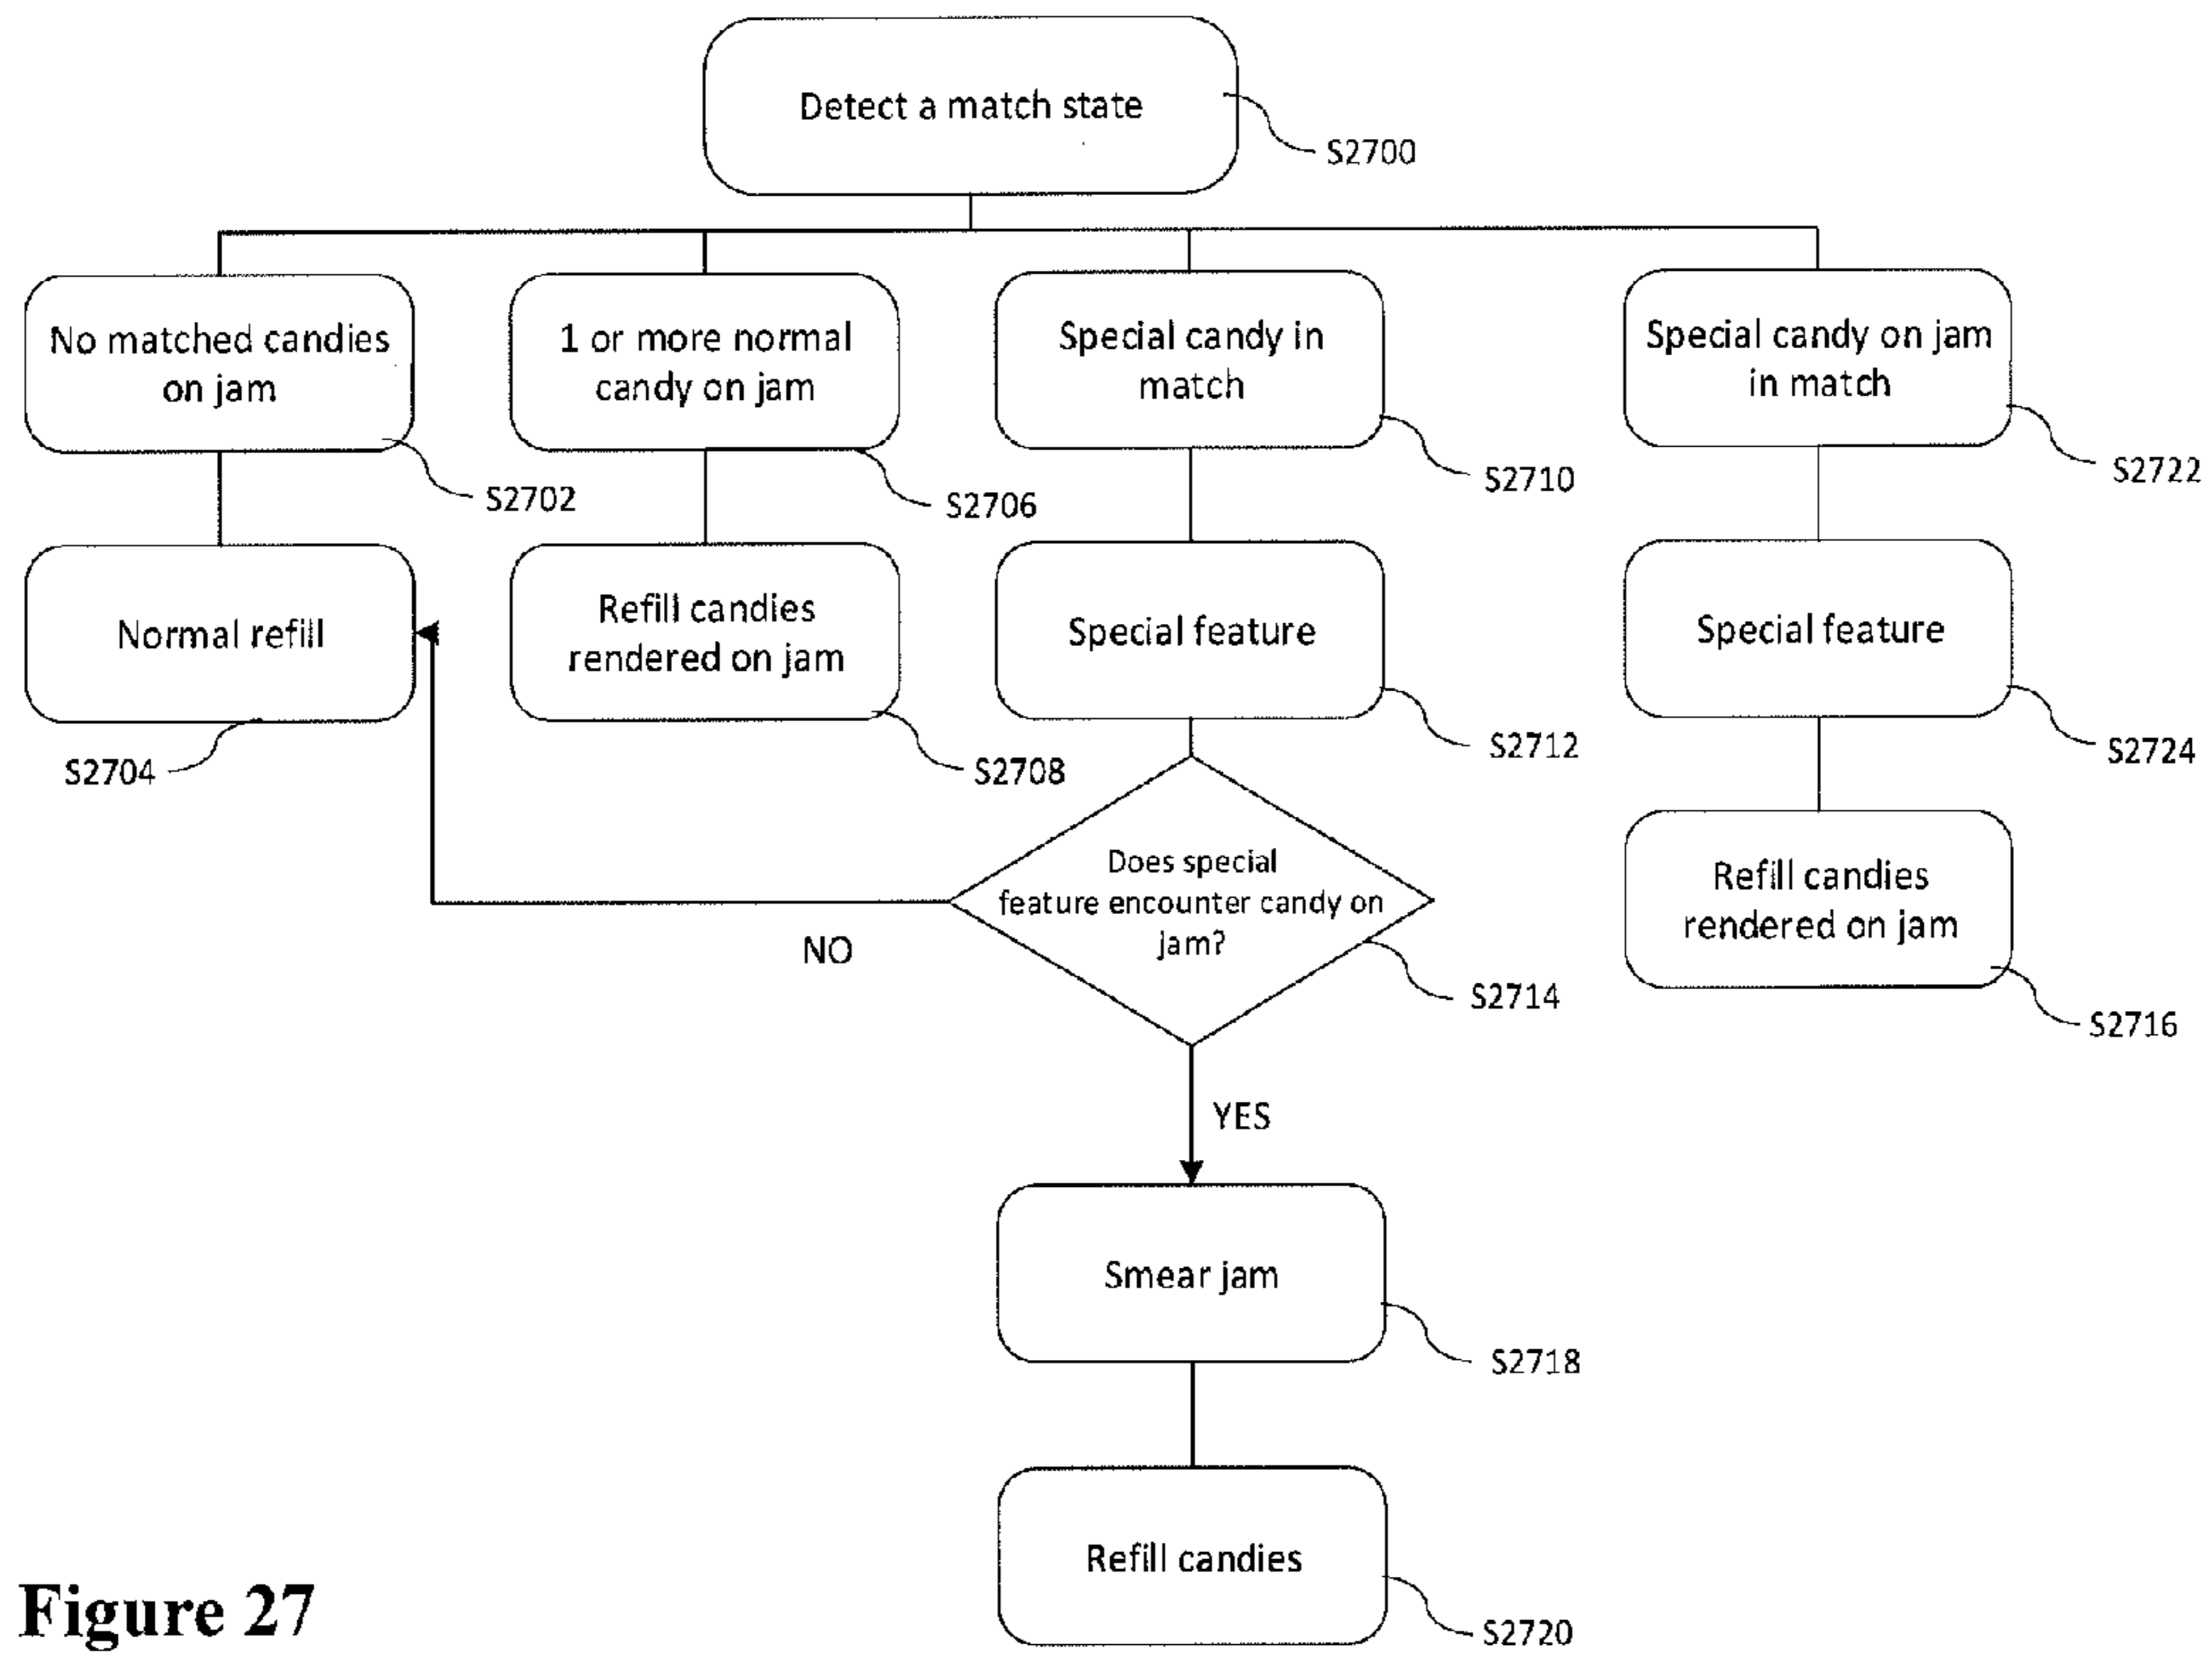 Detect a match state
S2700
No matched candies
on jam
S2702
1 or more normal
candy on jam
S2706
Special candy in
match
S2710
Special candy on jam
in match
S2722
Normal refill
S2704
Refill candies
rendered on jam
S2708
Special feature
S2712
Special feature
S2724
Does special
feature encounter candy on
jam?
S2714
NO
YES
Refill candies
rendered on jam
S2716
Smear jam
S2718
Refill candies
S2720
Figure 27